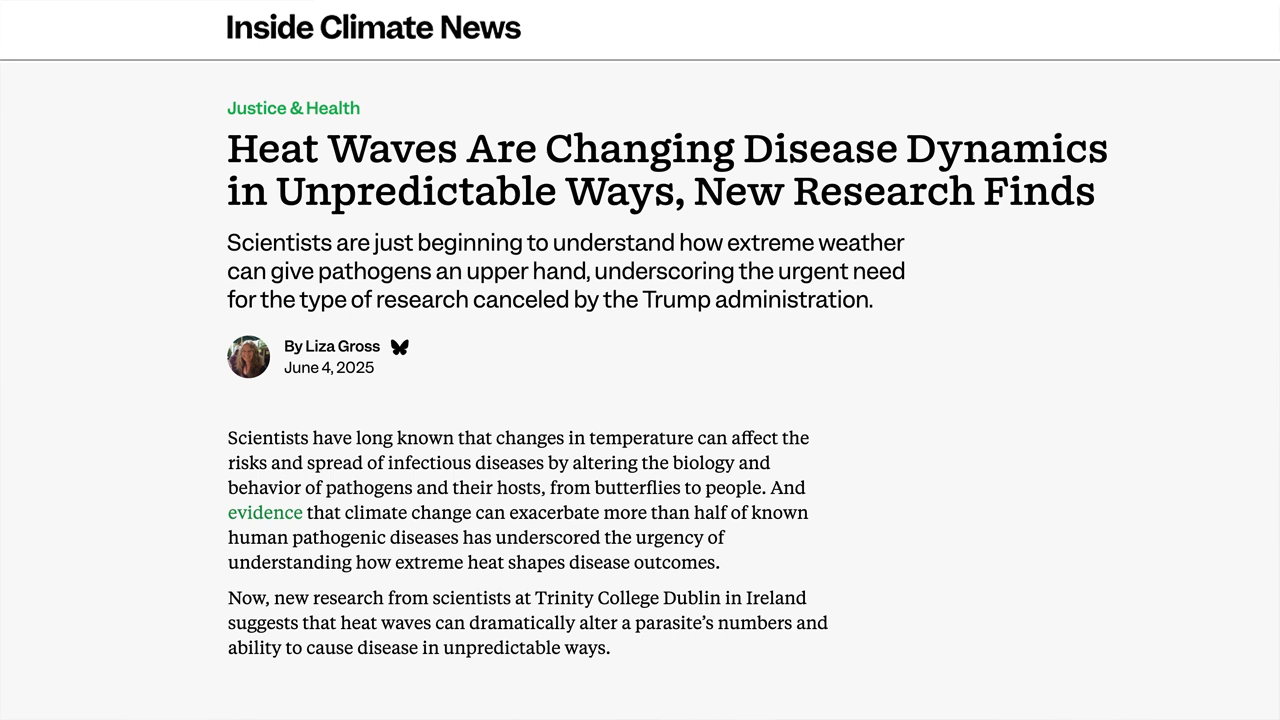 Inside Climate News
Justice & Health
Heat Waves Are Changing Disease Dynamics
in Unpredictable Ways, New Research Finds
Scientists are just beginning to understand how extreme weather
can give pathogens an upper hand, underscoring the urgent need
for the type of research canceled by the Trump administration.
By Liza Gross
June 4, 2025
Scientists have long known that changes in temperature can affect the
risks and spread of infectious diseases by altering the biology and
behavior of pathogens and their hosts, from butterflies to people. And
evidence that climate change can exacerbate more than half of known
human pathogenic diseases has underscored the urgency of
understanding how extreme heat shapes disease outcomes.
Now, new research from scientists at Trinity College Dublin in Ireland
suggests that heat waves can dramatically alter a parasite’s numbers and
ability to cause disease in unpredictable ways.